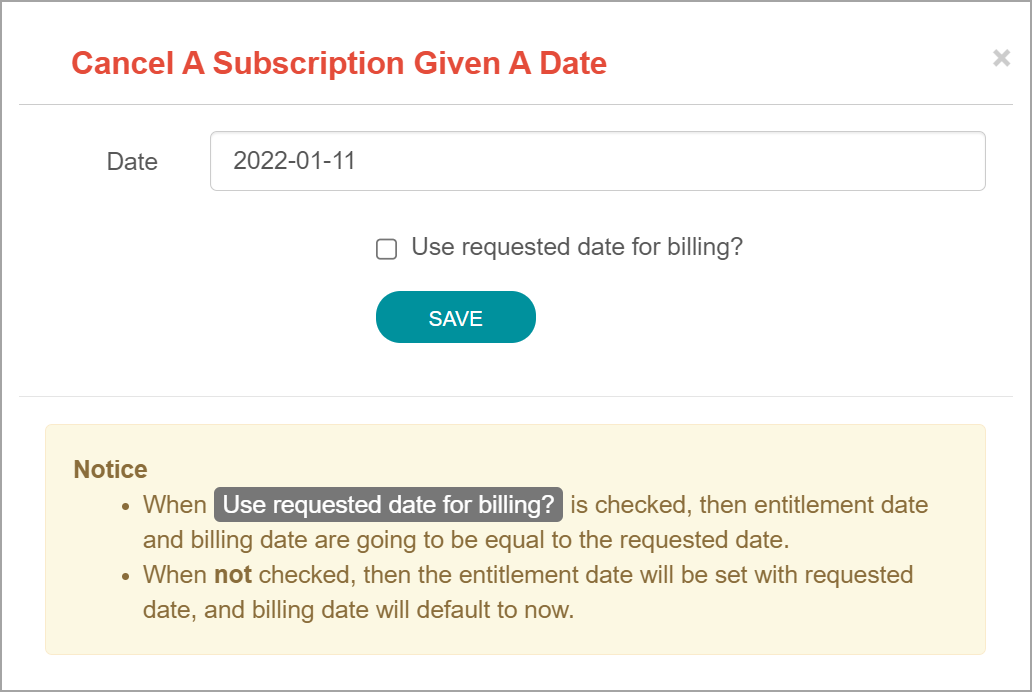 Cancel A Subscription Given A Date
×
Date
2022-01-11
Use requested date for billing?
SAVE
Notice
• When Use requested date for billing? is checked, then entitlement date
and billing date are going to be equal to the requested date.
• When not checked, then the entitlement date will be set with requested
date, and billing date will default to now.